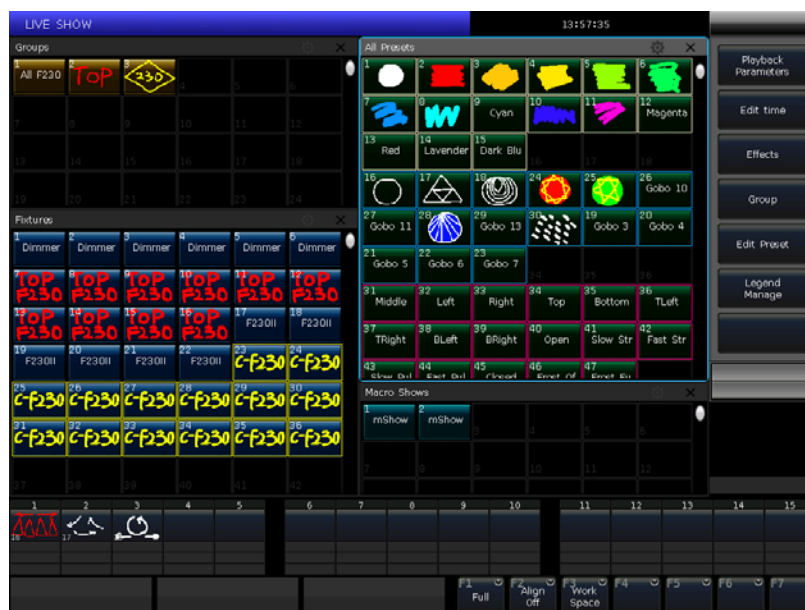 LIVE SHOW 13:57:35
Groups
1 All F230 2 TOP 3 230
4 5 6
7 8 9 10 11 12
13 14 15 16 17 18
19 20 21 22 23 24
Fixtures
1 Dimmer 2 Dimmer 3 Dimmer 4 Dimmer 5 Dimmer 6 Dimmer
7 TOP F230 8 TOP F230 9 TOP F230 10 TOP F230 11 TOP F230 12 TOP F230
13 TOP F230 14 TOP F230 15 TOP F230 16 TOP F230 17 F230II 18 F230II
19 F230II 20 F230II 21 F230II 22 F230II 23 C-F230 24 C-F230
25 C-F230 26 C-F230 27 C-F230 28 C-F230 29 C-F230 30 C-F230
31 C-F230 32 C-F230 33 C-F230 34 C-F230 35 C-F230 36 C-F230
37 38 39 40 41 42
All Presets
1 2 3 4 5 6
7 8 9 Cyan 10 11 12 Magenta
13 Red 14 Lavender 15 Dark Blu
16 17 18
16 17 18 24 25 26 Gobo 10
27 Gobo 11 28 29 Gobo 13 30 19 Gobo 3 20 Gobo 4
21 Gobo 5 22 Gobo 6 23 Gobo 7
31 Middle 32 Left 33 Right 34 Top 35 Bottom 36 TLeft
37 TRight 38 BLeft 39 BRight 40 Open 41 Slow Str 42 Fast Str
43 Slow Pul 44 Fast Pul 45 Closed 46 Frost Of 47 Frost Fu
Macro Shows
1 mShow 2 mShow 3 4 5 6
7 8 9 10 11 12
Playback
Parameters
Edit time
Effects
Group
Edit Preset
Legend
Manage
1 2 3 4 5 6 7 8 9 10 11 12 13 14 15
16 17
F1 Full F2 Align Off F3 Work Space F4 F5 F6 F7